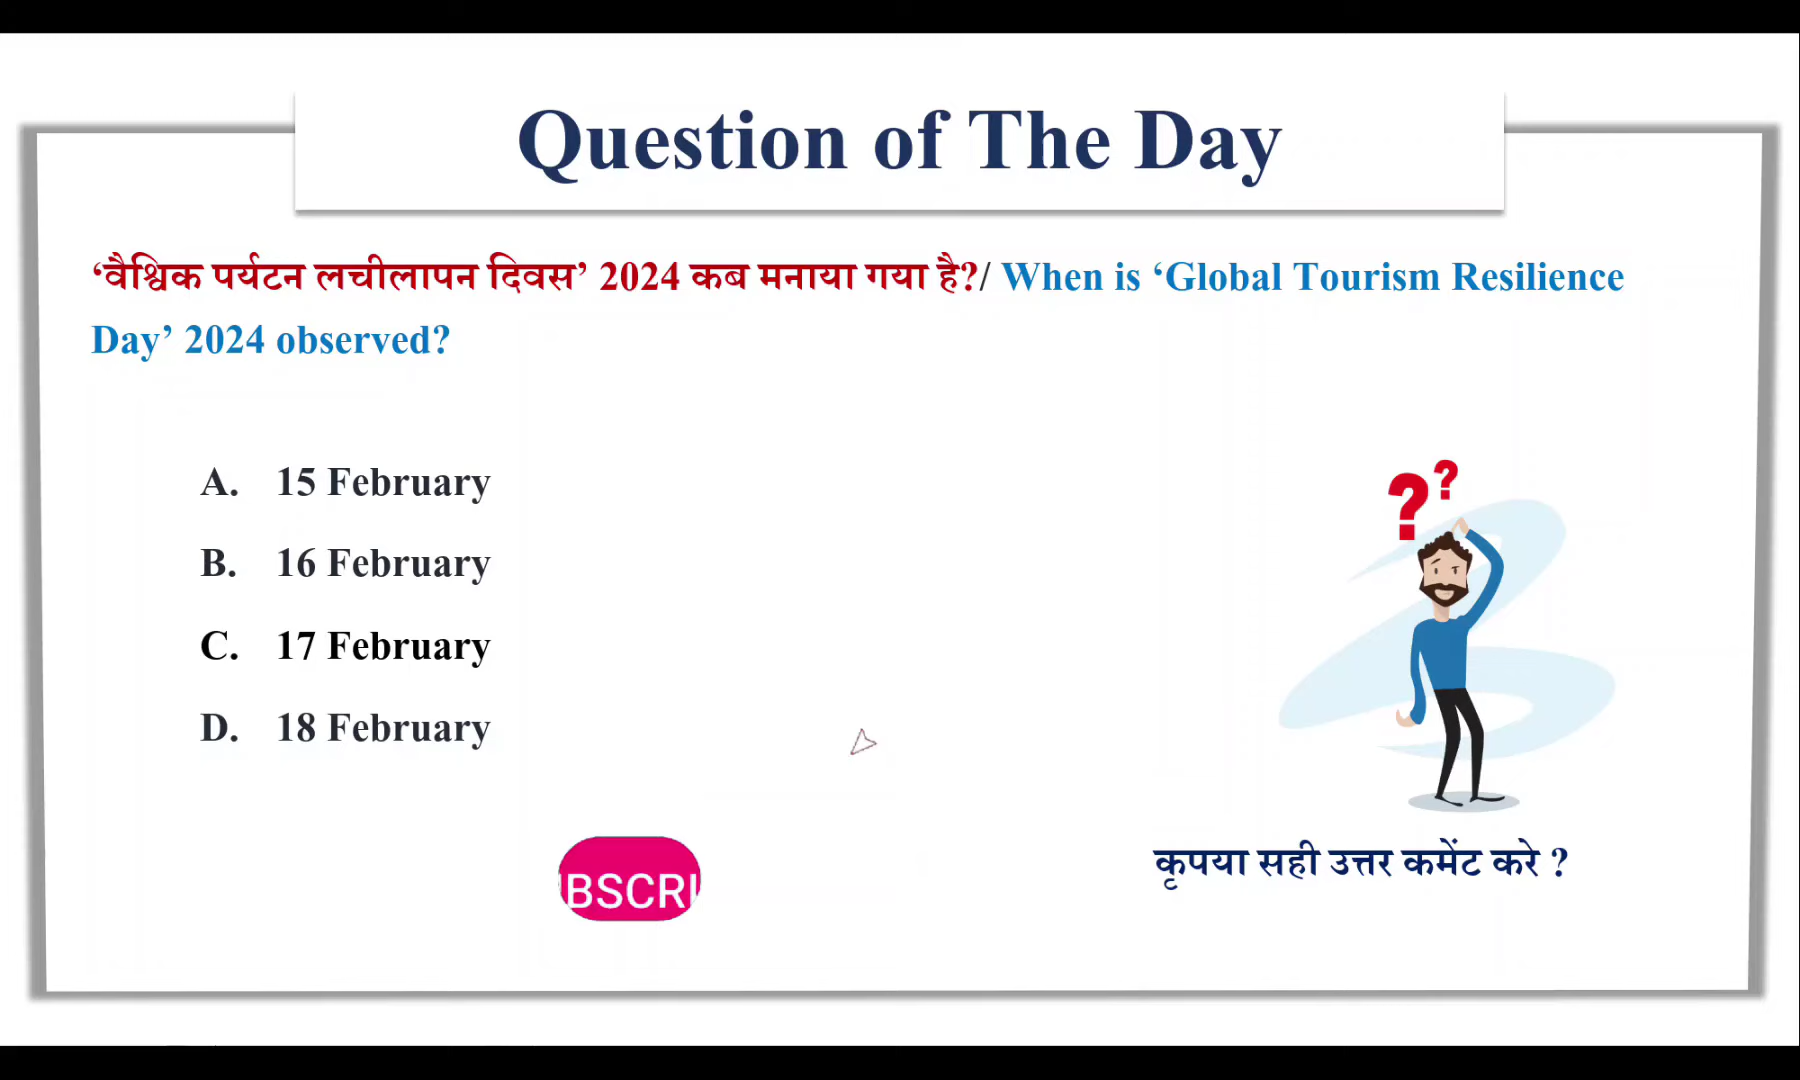 Question of The Day
‘वैश्विक पर्यटन लचीलापन दिवस’ 2024 कब मनाया गया है?/ When is ‘Global Tourism Resilience
Day’ 2024 observed?
A. 15 February
B. 16 February
C. 17 February
D. 18 February
??
कृपया सही उत्तर कमेंट करे ?
BSCRI